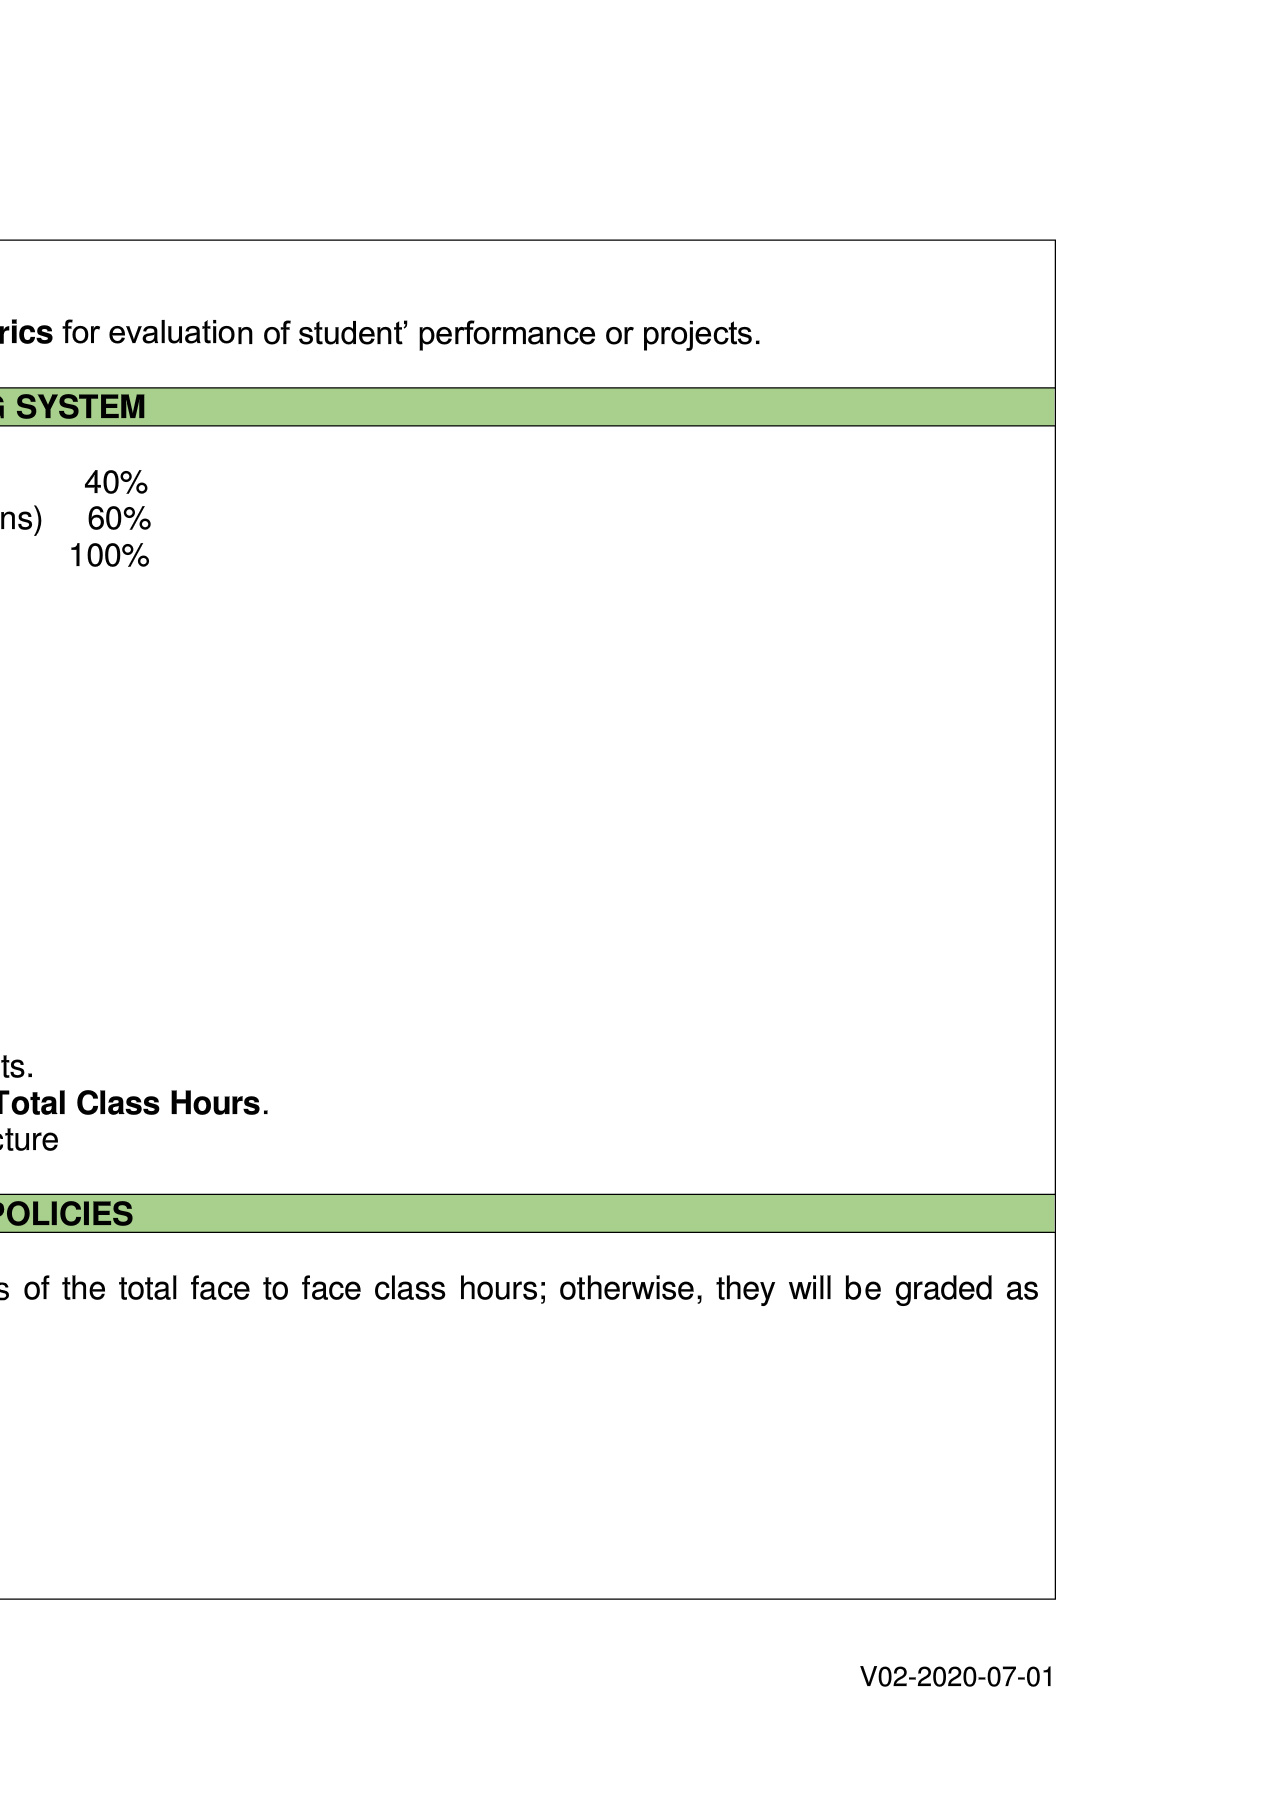 rics for evaluation of student’ performance or projects.
G SYSTEM
40%
ns) 60%
100%
ts.
Total Class Hours.
cture
POLICIES
s of the total face to face class hours; otherwise, they will be graded as
V02-2020-07-01